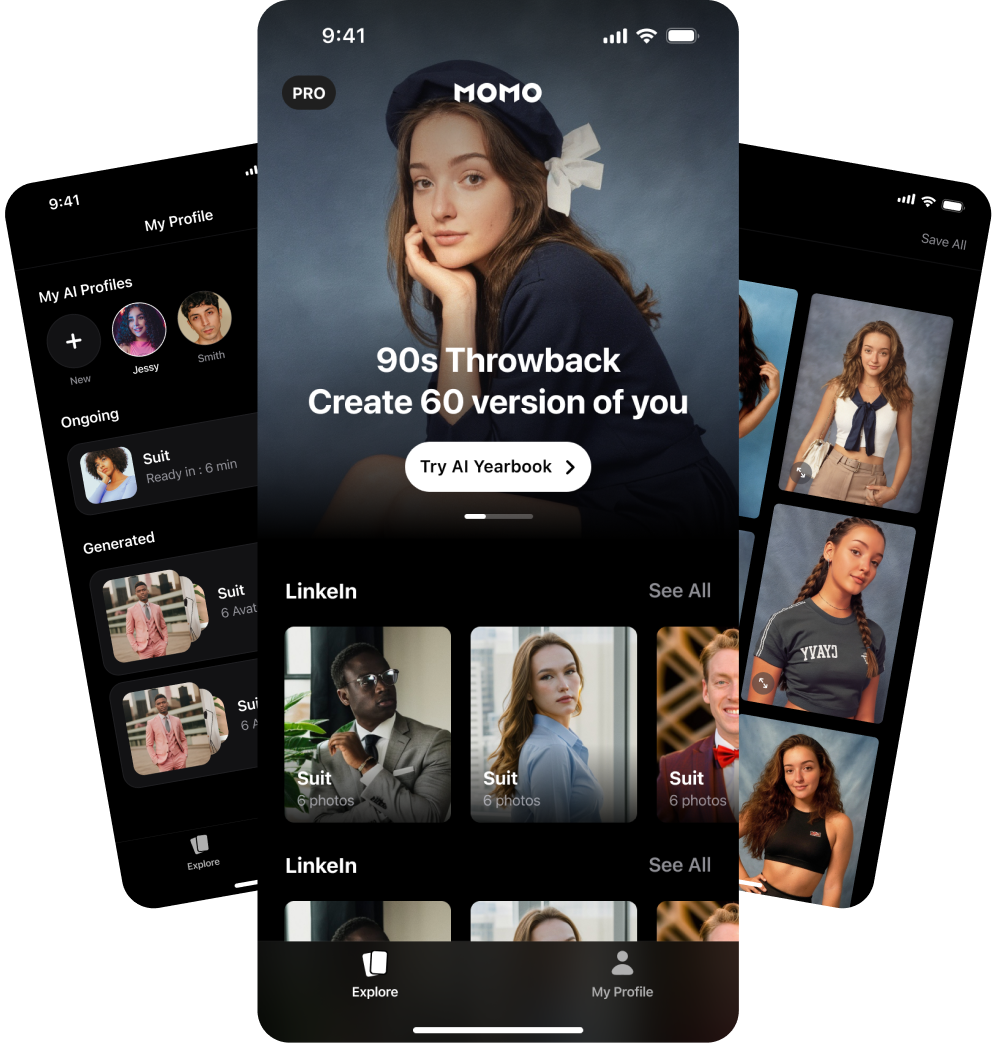 9:41
My Profile
My AI Profiles
New
Jessy
Smith
Ongoing
Suit
Ready in : 6 min
Generated
Suit
6 Avat
Sui
6 A
Explore
9:41
PRO
MOMO
90s Throwback
Create 60 version of you
Try AI Yearbook
LinkeIn
See All
Suit
6 photos
Suit
6 photos
Suit
6 photos
LinkeIn
See All
Explore
My Profile
Save All